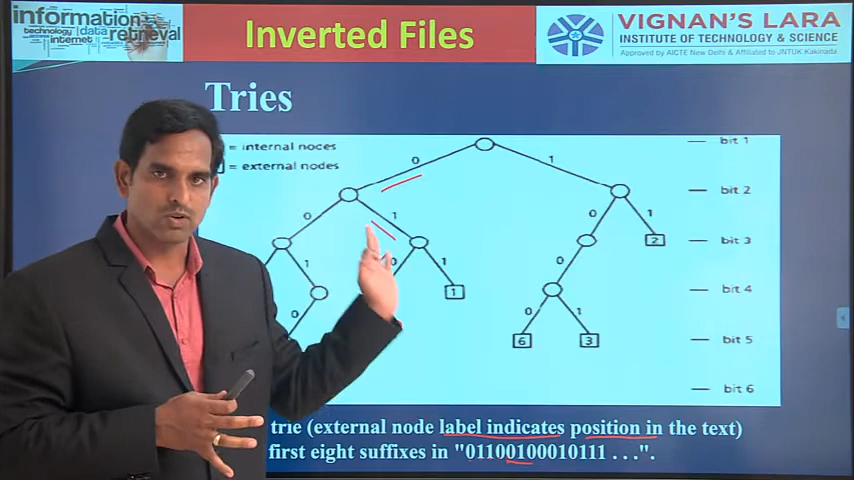 information
technology data
internet retrieval
Inverted Files
VIGNAN'S LARA
INSTITUTE OF TECHNOLOGY & SCIENCE
Approved by AICTE New Delhi & Affiliated to JNTUK Kakinada
Tries
= internal noces
= external nodes
bit 1
0 1
bit 2
0 1 0 1
2
bit 3
1 0 1 0
1
bit 4
0 0 1
6 3
bit 5
bit 6
trie (external node label indicates position in the text)
first eight suffixes in "01100100010111 . . .".